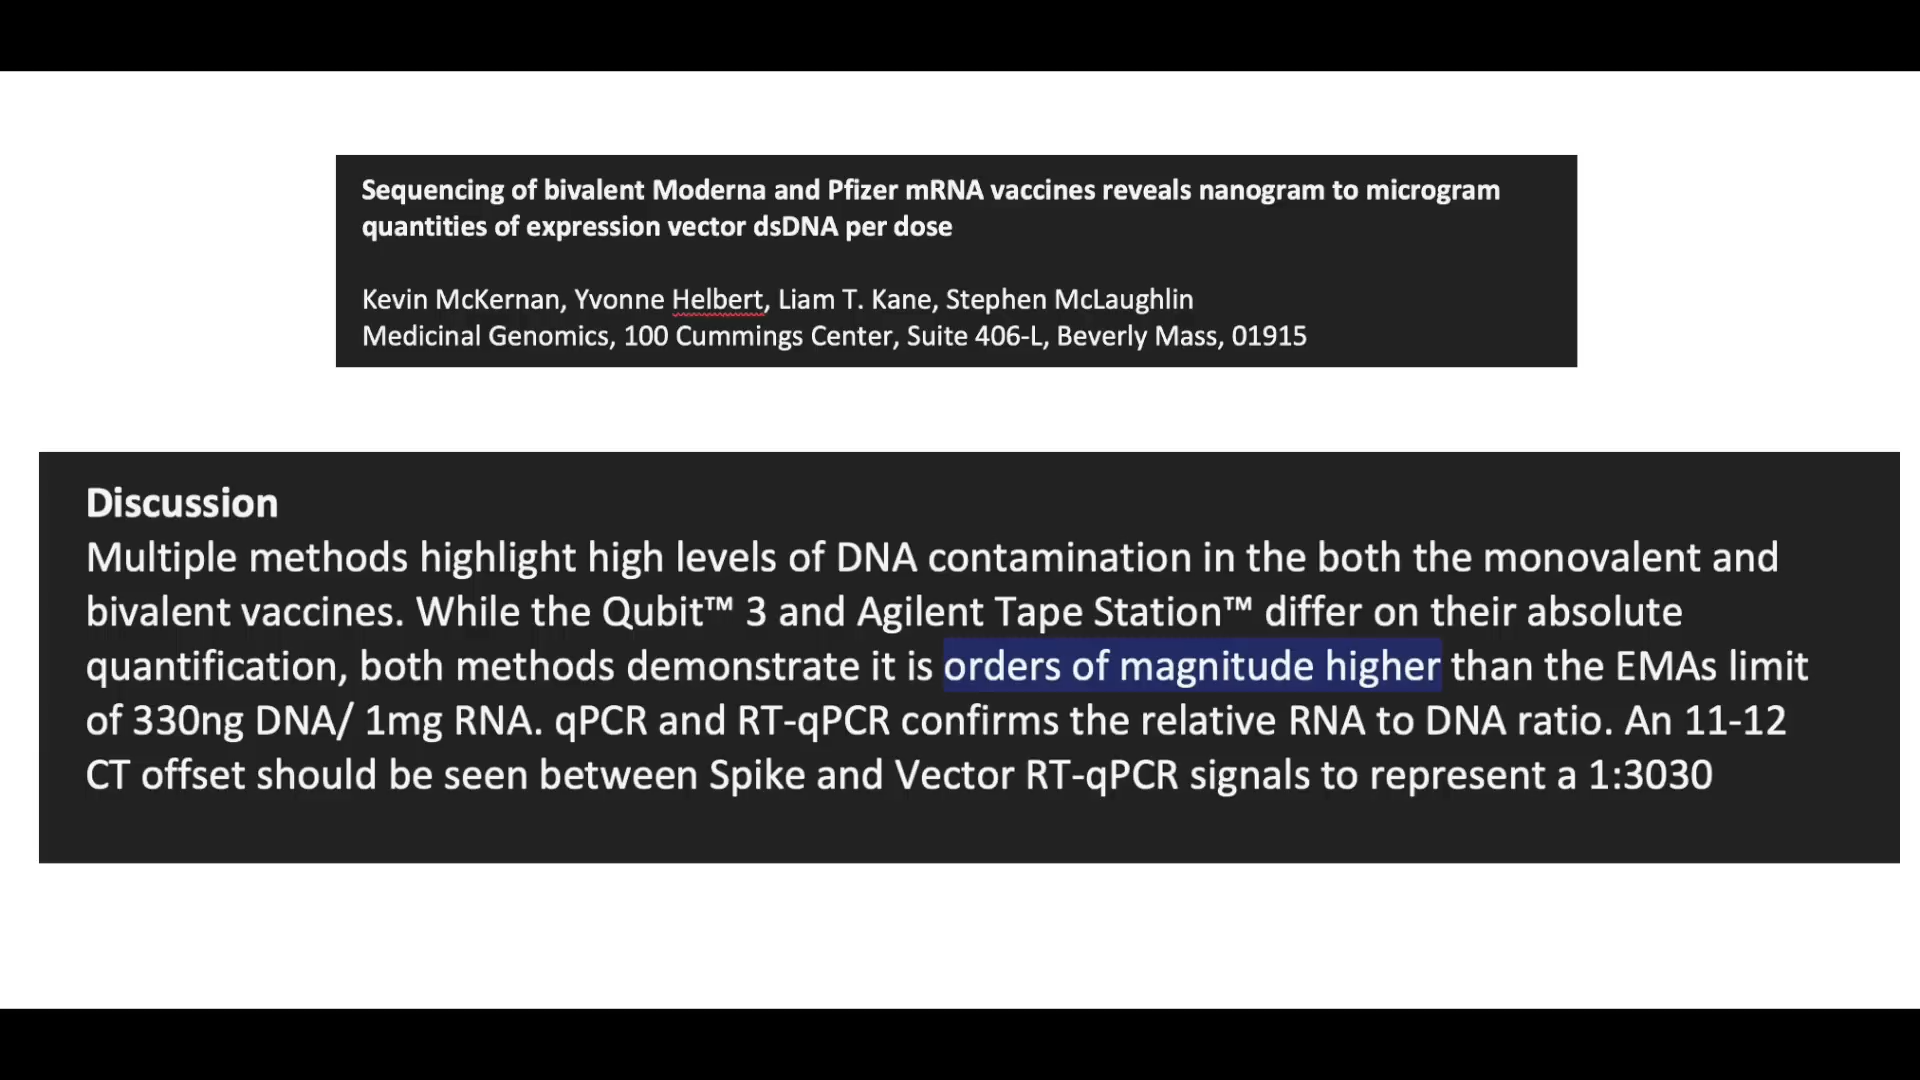 Sequencing of bivalent Moderna and Pfizer mRNA vaccines reveals nanogram to microgram
quantities of expression vector dsDNA per dose
Kevin McKernan, Yvonne Helbert, Liam T. Kane, Stephen McLaughlin
Medicinal Genomics, 100 Cummings Center, Suite 406-L, Beverly Mass, 01915
Discussion
Multiple methods highlight high levels of DNA contamination in the both the monovalent and
bivalent vaccines. While the Qubit™ 3 and Agilent Tape Station™ differ on their absolute
quantification, both methods demonstrate it is orders of magnitude higher than the EMAs limit
of 330ng DNA/ 1mg RNA. qPCR and RT-qPCR confirms the relative RNA to DNA ratio. An 11-12
CT offset should be seen between Spike and Vector RT-qPCR signals to represent a 1:3030